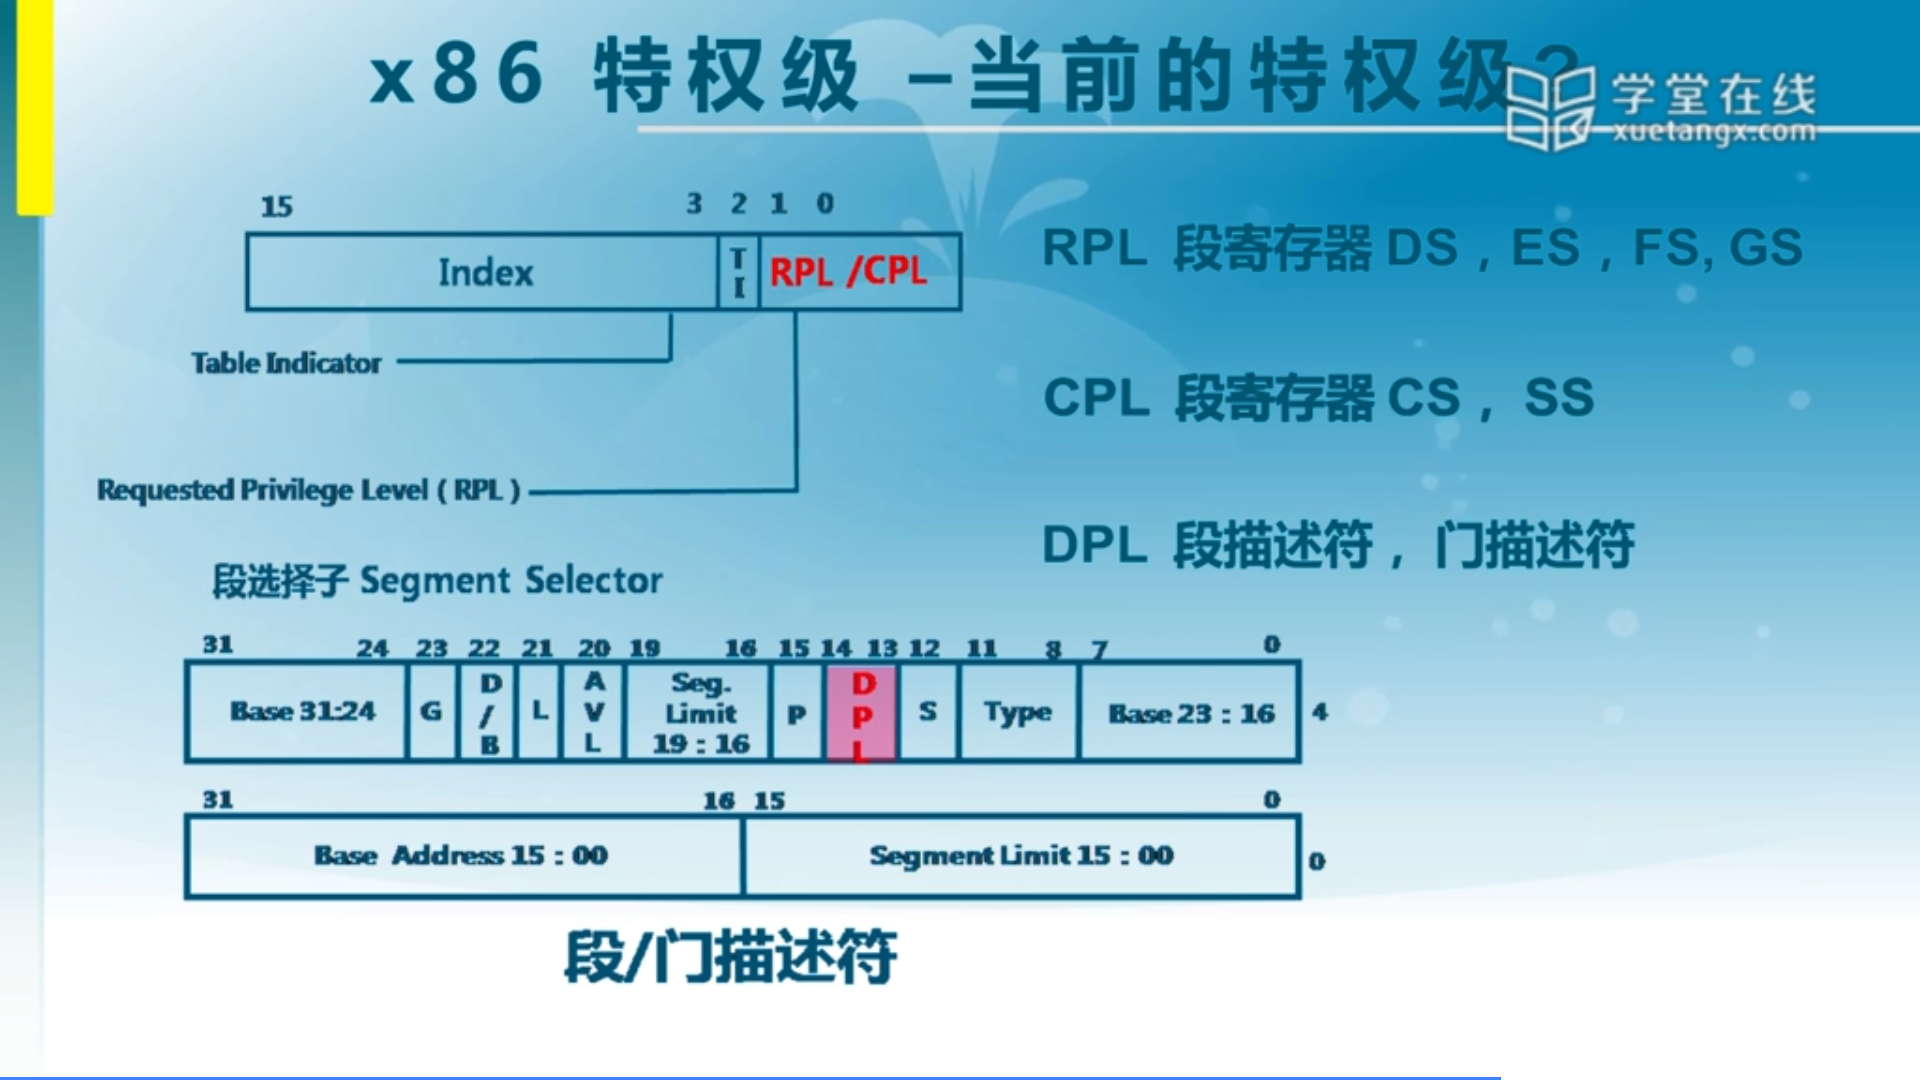 x86 特权级 –当前的特权级?
学堂在线
xuetangx.com
15 3 2 1 0
Index TI RPL /CPL
Table Indicator
Requested Privilege Level ( RPL )
段选择子 Segment Selector
RPL 段寄存器 DS , ES , FS, GS
CPL 段寄存器 CS , SS
DPL 段描述符 , 门描述符
31 24 23 22 21 20 19 16 15 14 13 12 11 8 7 0
Base 31:24 G D/B L AVL Seg. Limit 19 : 16 P DPL S Type Base 23 : 16 4
31 16 15 0
Base Address 15 : 00 Segment Limit 15 : 00 0
段/门描述符